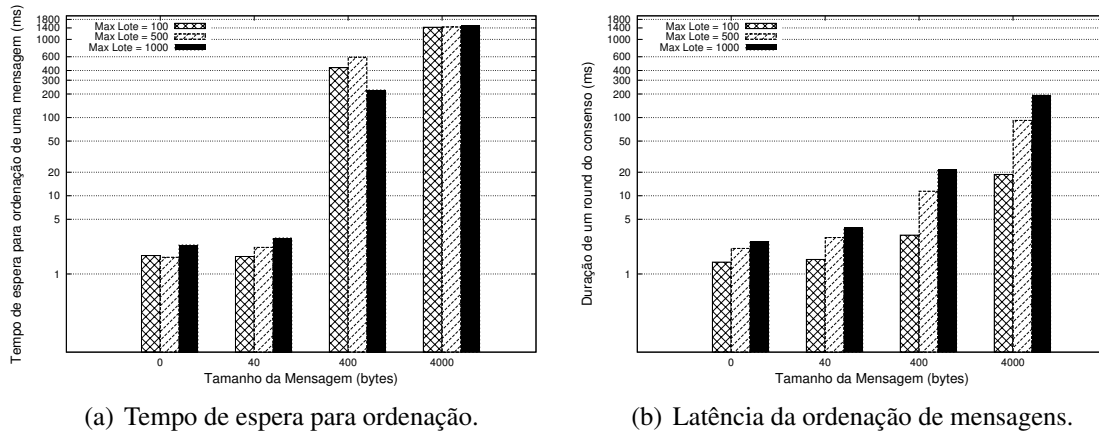 Tempo de espera para ordenação de uma mensagem (ms)
1800
1400
1000
600
400
300
200
100
50
20
10
5
1
Max Lote = 100
Max Lote = 500
Max Lote = 1000
0
40
400
4000
Tamanho da Mensagem (bytes)
(a) Tempo de espera para ordenação.
Duração de um round do consenso (ms)
1800
1400
1000
600
400
300
200
100
50
20
10
5
1
Max Lote = 100
Max Lote = 500
Max Lote = 1000
0
40
400
4000
Tamanho da Mensagem (bytes)
(b) Latência da ordenação de mensagens.